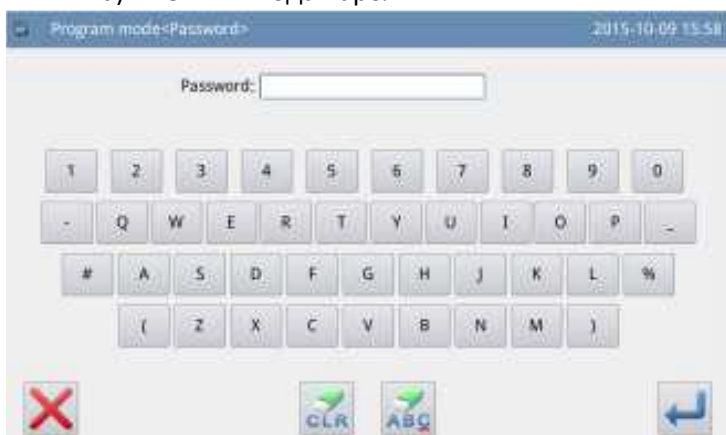 Program mode<Password> 2015-10-09 15:58
Password:
1 2 3 4 5 6 7 8 9 0
- Q W E R T Y U I O P _
# A S D F G H J K L %
( Z X C V B N M )
CLR ABC